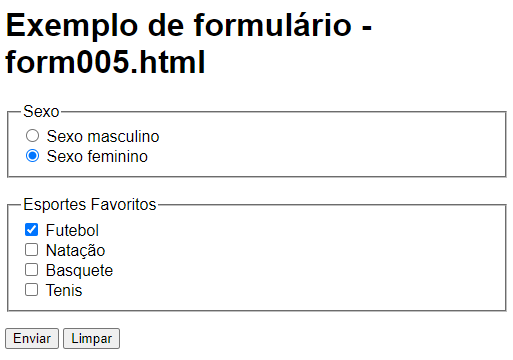 Exemplo de formulário -
form005.html
Sexo
Sexo masculino
Sexo feminino
Esportes Favoritos
Futebol
Natação
Basquete
Tenis
Enviar Limpar